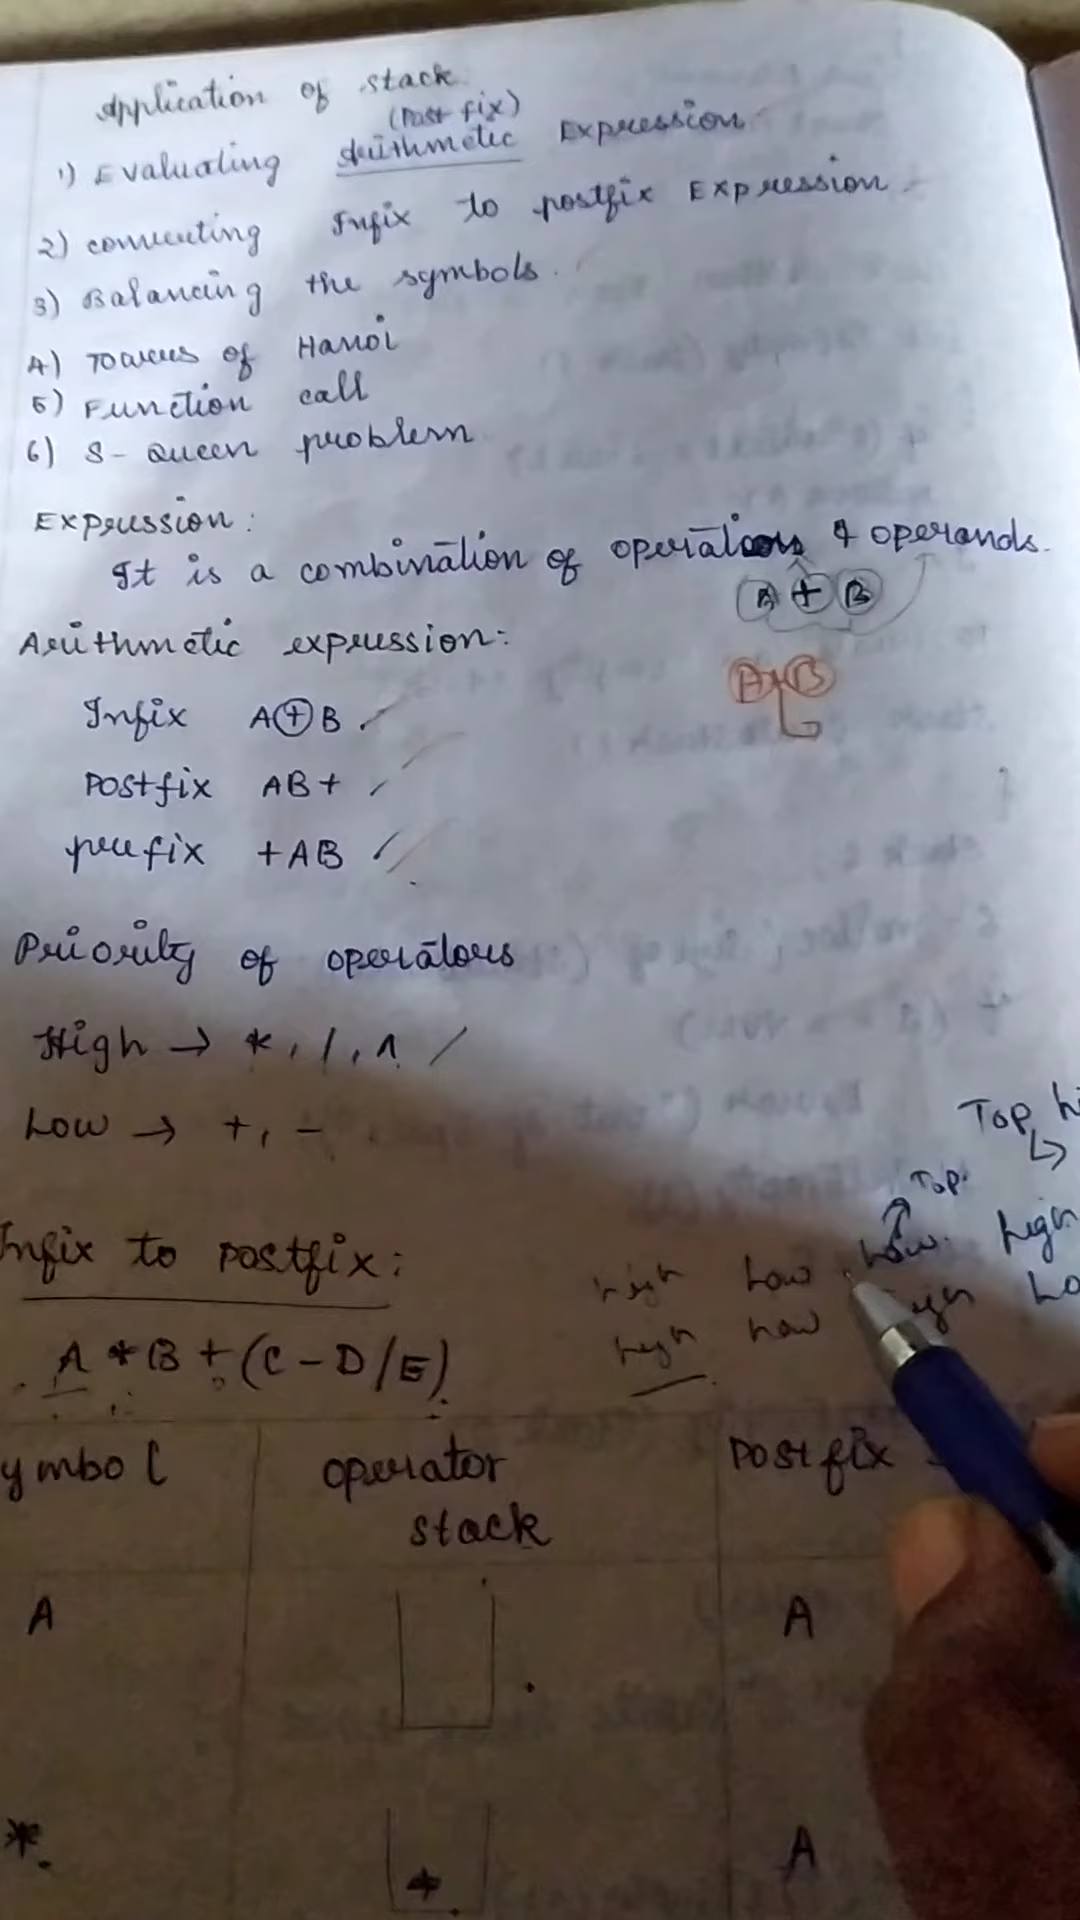 Application of stack
(Post fix)
1) Evaluating Arithmetic Expression
2) converting Infix to postfix Expression
3) Balancing the symbols.
4) Towers of Hanoi
5) Function call
6) 8-Queen problem
Expression:
It is a combination of operators & operands.
A + B
Arithmetic expression:
A+B
Infix A+B
Postfix AB+
prefix +AB
Priority of operators
High → *, /, ^
Low → +, -
Top
Top
Infix to postfix:
high Low Low high
high Low
A * B + (C - D/E)
ymbol operator stack Postfix
A A
* + A